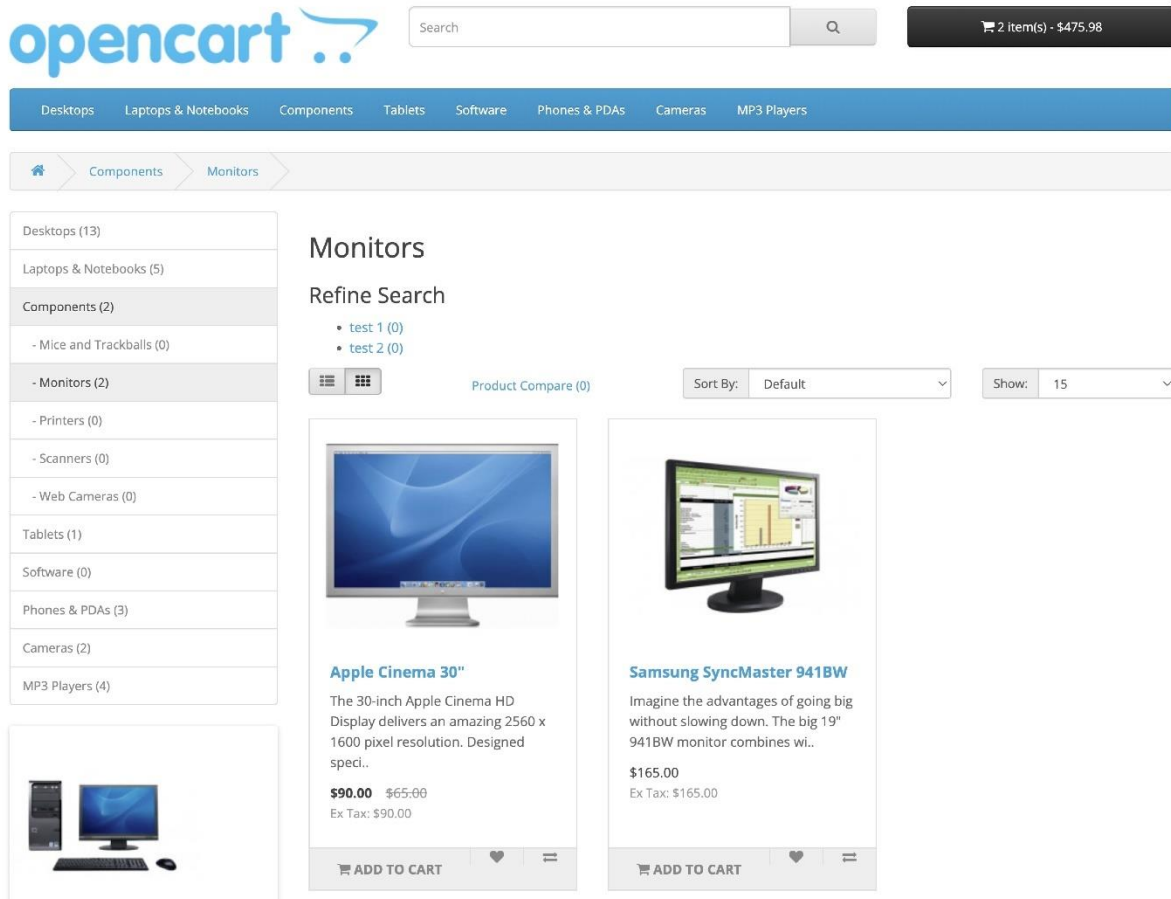 opencart
Search
2 item(s) - $475.98
Desktops
Laptops & Notebooks
Components
Tablets
Software
Phones & PDAs
Cameras
MP3 Players
Components
Monitors
Desktops (13)
Laptops & Notebooks (5)
Components (2)
- Mice and Trackballs (0)
- Monitors (2)
- Printers (0)
- Scanners (0)
- Web Cameras (0)
Tablets (1)
Software (0)
Phones & PDAs (3)
Cameras (2)
MP3 Players (4)
Monitors
Refine Search
• test 1 (0)
• test 2 (0)
Product Compare (0)
Sort By:
Default
Show:
15
Apple Cinema 30"
The 30-inch Apple Cinema HD
Display delivers an amazing 2560 x
1600 pixel resolution. Designed
speci..
$90.00 $65.00
Ex Tax: $90.00
ADD TO CART
Samsung SyncMaster 941BW
Imagine the advantages of going big
without slowing down. The big 19"
941BW monitor combines wi..
$165.00
Ex Tax: $165.00
ADD TO CART